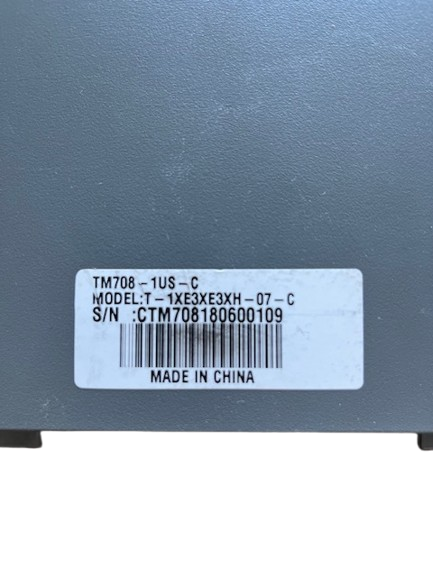 TM708-1US-C
MODEL:T-1XE3XE3XH-07-C
S/N :CTM708180600109
MADE IN CHINA